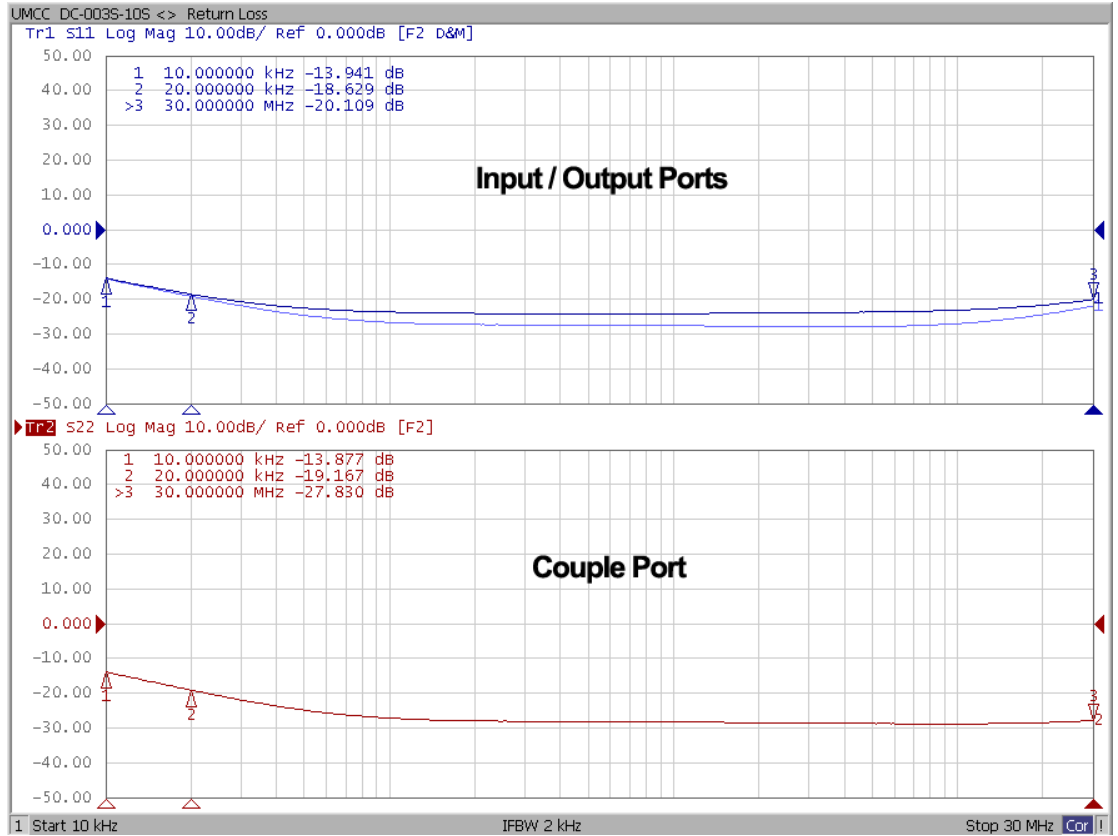 UMCC DC-003S-10S <> Return Loss
Tr1 S11 Log Mag 10.00dB/ Ref 0.000dB [F2 D&M]
50.00
1 10.000000 kHz -13.941 dB
2 20.000000 kHz -18.629 dB
40.00
>3 30.000000 MHz -20.109 dB
30.00
20.00
Input / Output Ports
10.00
0.000
-10.00
3
1
2
1
-20.00
-30.00
-40.00
-50.00
Tr2 S22 Log Mag 10.00dB/ Ref 0.000dB [F2]
50.00
1 10.000000 kHz -13.877 dB
2 20.000000 kHz -19.167 dB
40.00
>3 30.000000 MHz -27.830 dB
30.00
20.00
Couple Port
10.00
0.000
-10.00
-20.00
1
3
2
2
-30.00
-40.00
-50.00
1 Start 10 kHz IFBW 2 kHz Stop 30 MHz Cor !